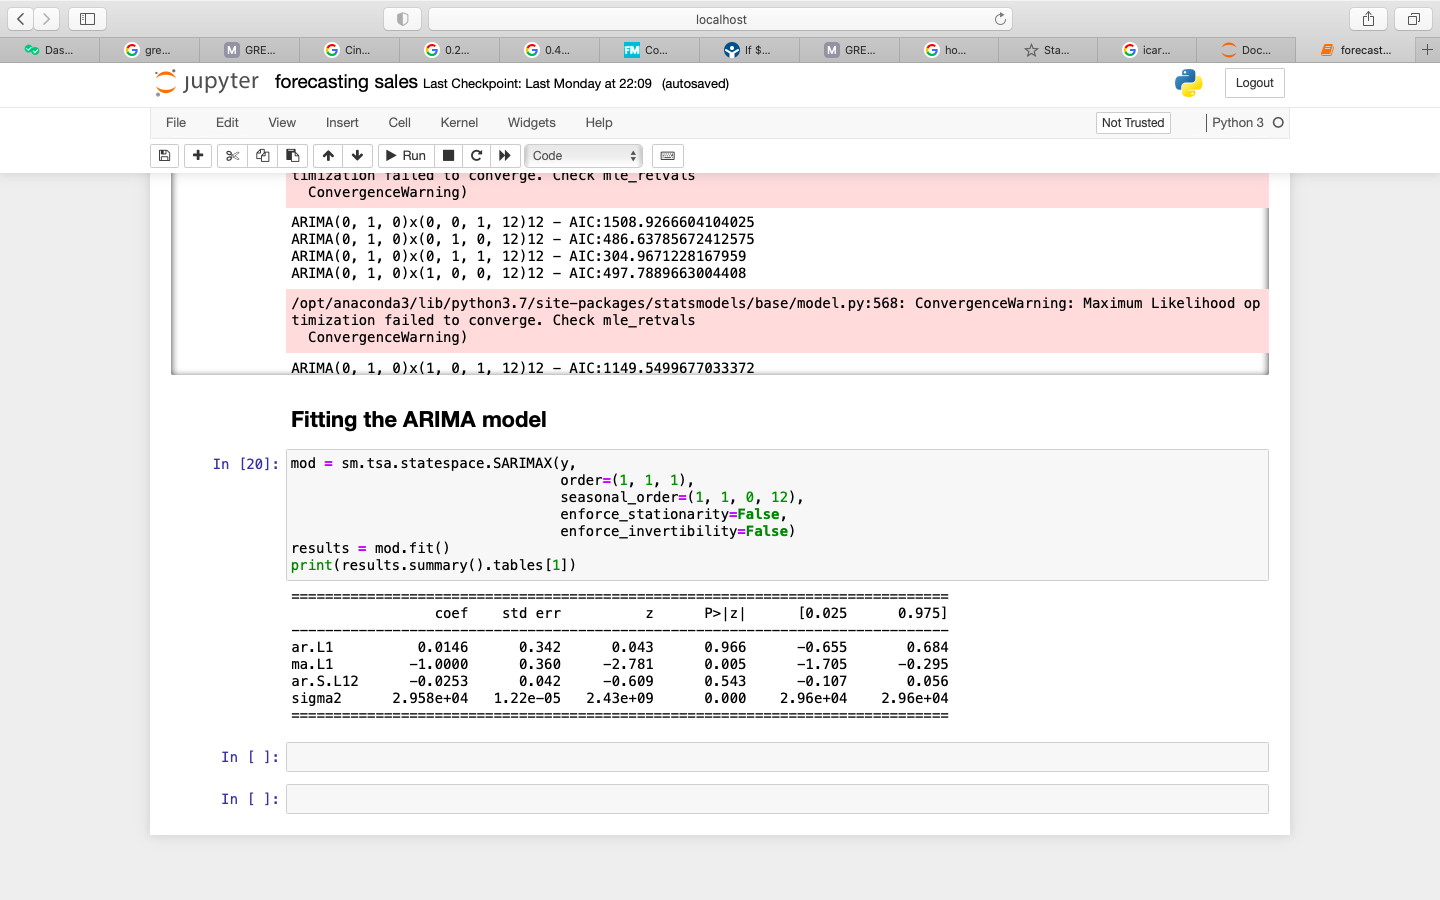 localhost
Das...
gre...
M GRE...
Cin...
0.2...
0.4...
FM Co...
If $...
M GRE...
ho...
Sta...
icar...
Doc...
forecast...
jupyter forecasting sales Last Checkpoint: Last Monday at 22:09 (autosaved)
Logout
File Edit View Insert Cell Kernel Widgets Help
Not Trusted
Python 3
Run
Code
timization failed to converge. Check mle_retvals
ConvergenceWarning)
ARIMA(0, 1, 0)x(0, 0, 1, 12)12 - AIC:1508.9266604104025
ARIMA(0, 1, 0)x(0, 1, 0, 12)12 - AIC:486.63785672412575
ARIMA(0, 1, 0)x(0, 1, 1, 12)12 - AIC:304.9671228167959
ARIMA(0, 1, 0)x(1, 0, 0, 12)12 - AIC:497.7889663004408
/opt/anaconda3/lib/python3.7/site-packages/statsmodels/base/model.py:568: ConvergenceWarning: Maximum Likelihood op
timization failed to converge. Check mle_retvals
ConvergenceWarning)
ARIMA(0, 1, 0)x(1, 0, 1, 12)12 - AIC:1149.5499677033372
Fitting the ARIMA model
In [20]: mod = sm.tsa.statespace.SARIMAX(y,
order=(1, 1, 1),
seasonal_order=(1, 1, 0, 12),
enforce_stationarity=False,
enforce_invertibility=False)
results = mod.fit()
print(results.summary().tables[1])
==============================================================================
coef std err z P>|z| [0.025 0.975]
------------------------------------------------------------------------------
ar.L1 0.0146 0.342 0.043 0.966 -0.655 0.684
ma.L1 -1.0000 0.360 -2.781 0.005 -1.705 -0.295
ar.S.L12 -0.0253 0.042 -0.609 0.543 -0.107 0.056
sigma2 2.958e+04 1.22e-05 2.43e+09 0.000 2.96e+04 2.96e+04
==============================================================================
In [ ]:
In [ ]: